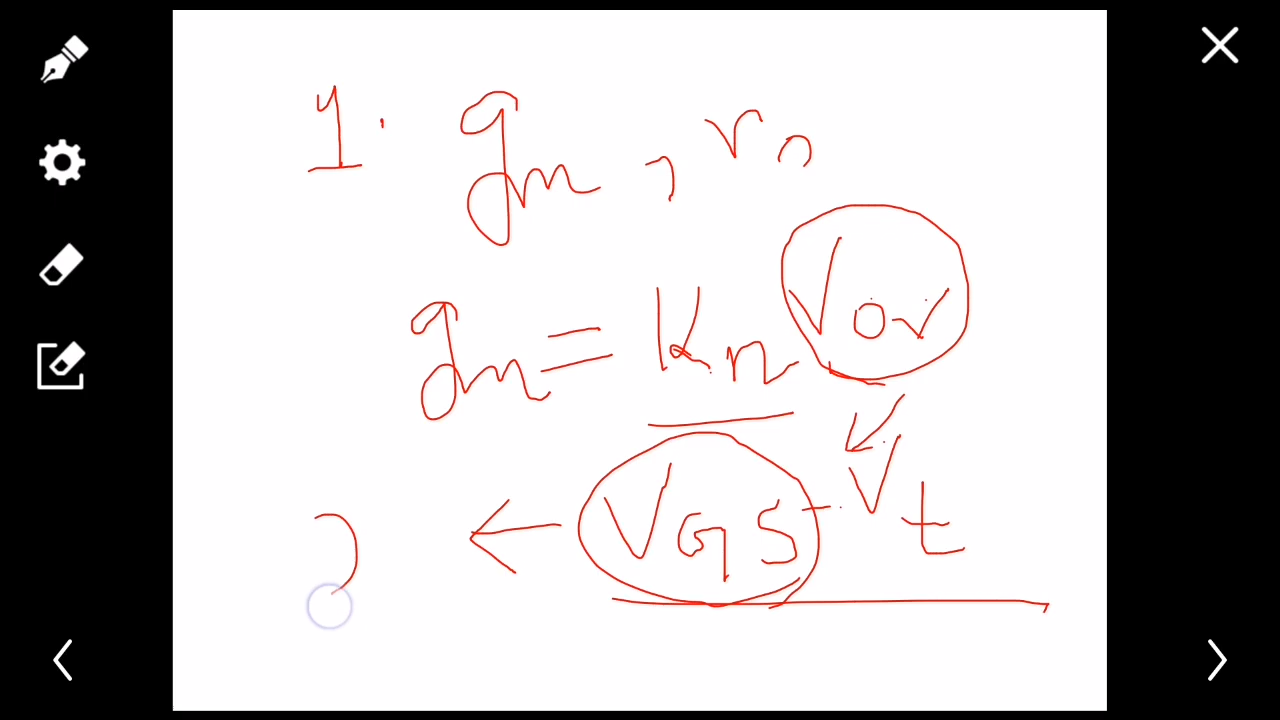 1. gm, ro
gm = Kn Vov
← VGS - Vt